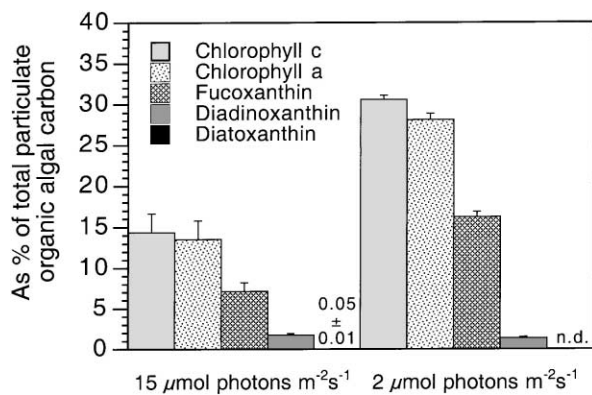 As % of total particulate
organic algal carbon
40
35
30
25
20
15
10
5
0
Chlorophyll c
Chlorophyll a
Fucoxanthin
Diadinoxanthin
Diatoxanthin
0.05
±
0.01
n.d.
15 µmol photons m⁻²s⁻¹
2 µmol photons m⁻²s⁻¹